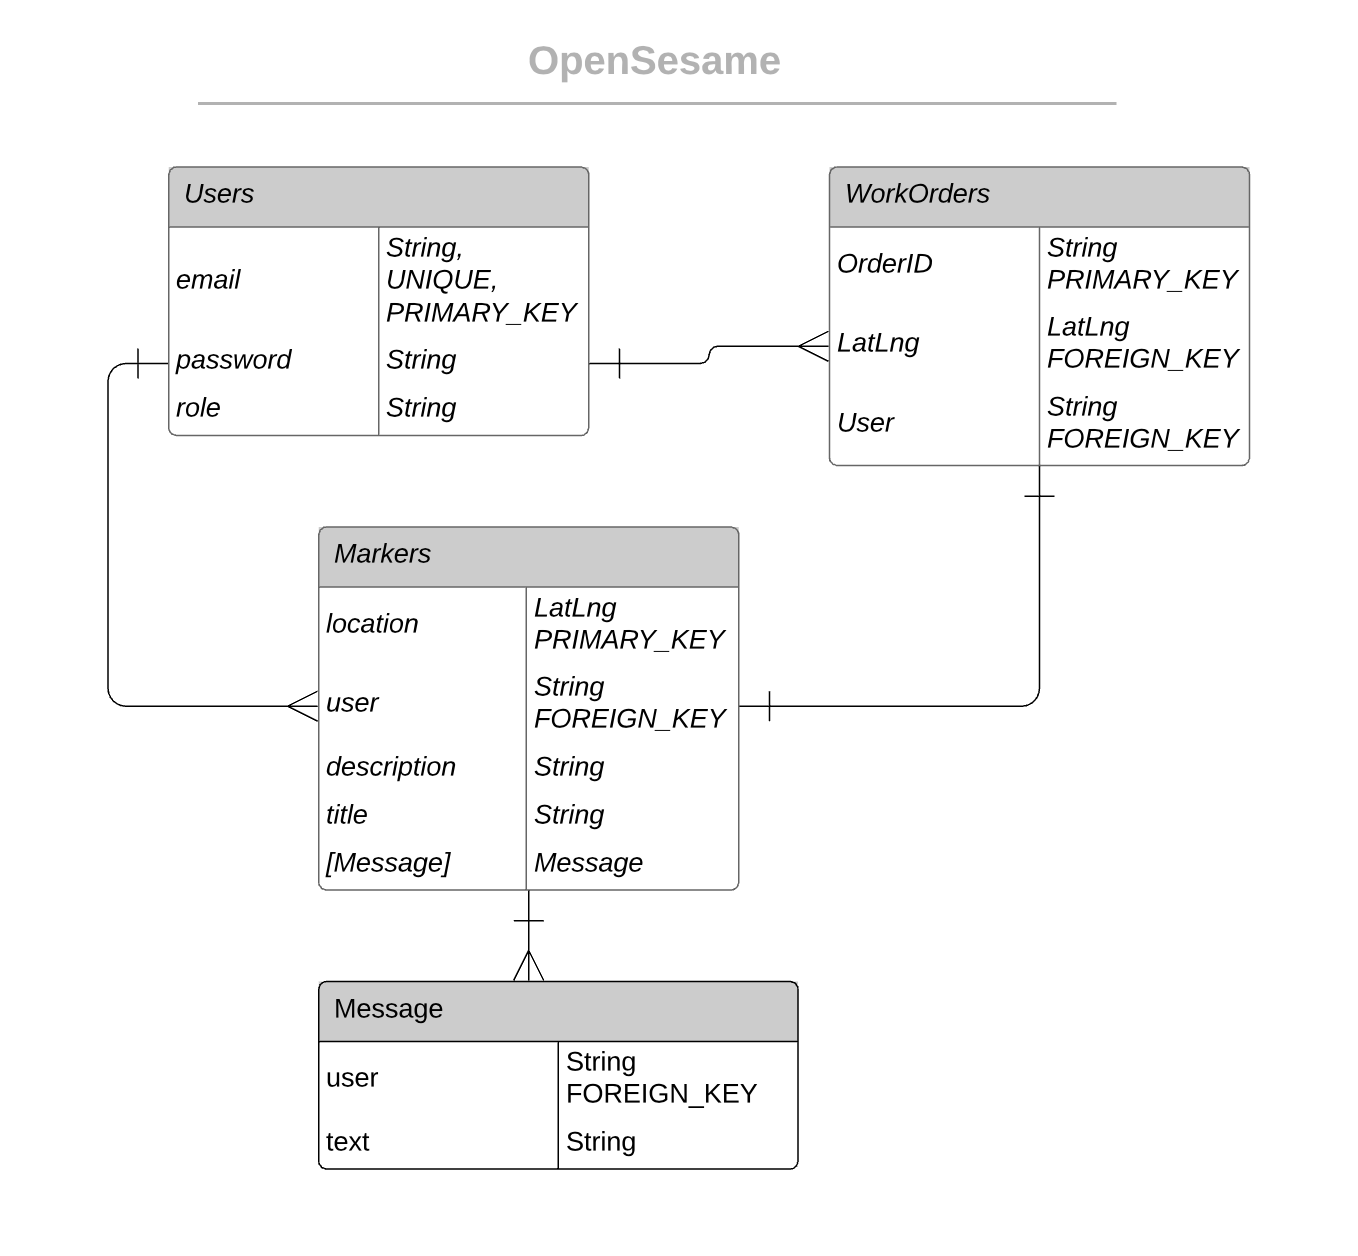 OpenSesame
Users
email
String,
UNIQUE,
PRIMARY_KEY
password
String
role
String
WorkOrders
OrderID
String
PRIMARY_KEY
LatLng
LatLng
FOREIGN_KEY
User
String
FOREIGN_KEY
Markers
location
LatLng
PRIMARY_KEY
user
String
FOREIGN_KEY
description
String
title
String
[Message]
Message
Message
user
String
FOREIGN_KEY
text
String